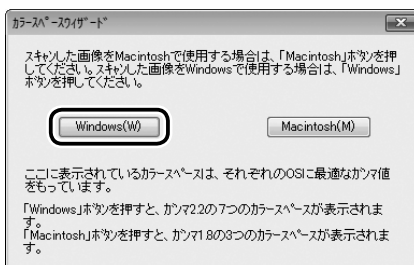 ｶﾗｰｽﾍﾟｰｽｳｨｻﾞｰﾄﾞ
スキャンした画像をMacintoshで使用する場合は、「Macintosh」ボタンを押
してください。スキャンした画像をWindowsで使用する場合は、「Windows」
ボタンを押してください。
Windows(W)
Macintosh(M)
ここに表示されているカラースペースは、それぞれのOSに最適なガンマ値
をもっています。
「Windows」ボタンを押すと、ガンマ2.2の7つのカラースペースが表示されま
す。
「Macintosh」ボタンを押すと、ガンマ1.8の3つのカラースペースが表示されま
す。